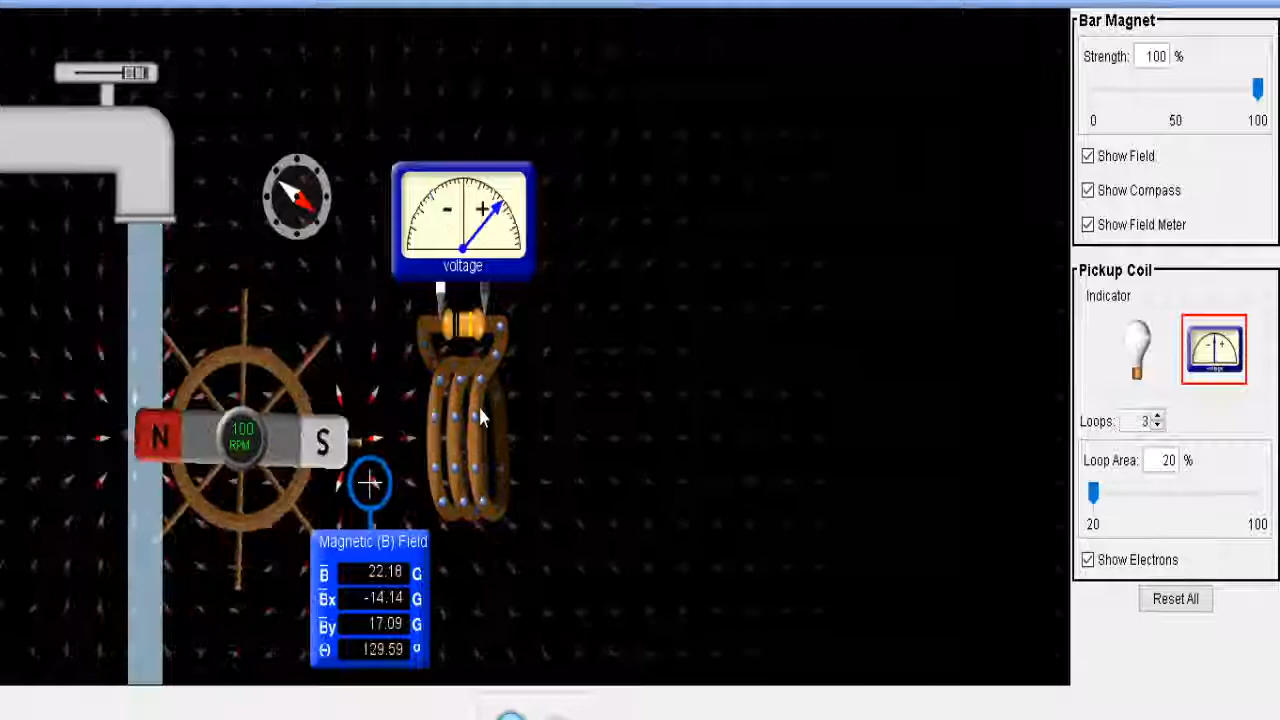 Bar Magnet
Strength: 100 %
0 50 100
Show Field
Show Compass
Show Field Meter
Pickup Coil
Indicator
- +
voltage
Loops: 3
Loop Area: 20 %
20 100
Show Electrons
Reset All
N 100 S
RPM
Magnetic (B) Field
B 22.18 G
Bx -14.14 G
By 17.09 G
129.59 º